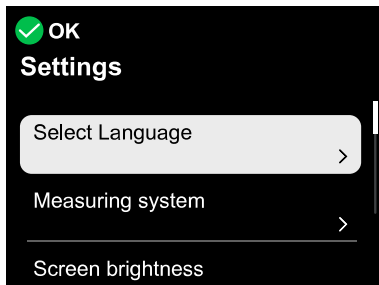 OK
Settings
Select Language
Measuring system
Screen brightness